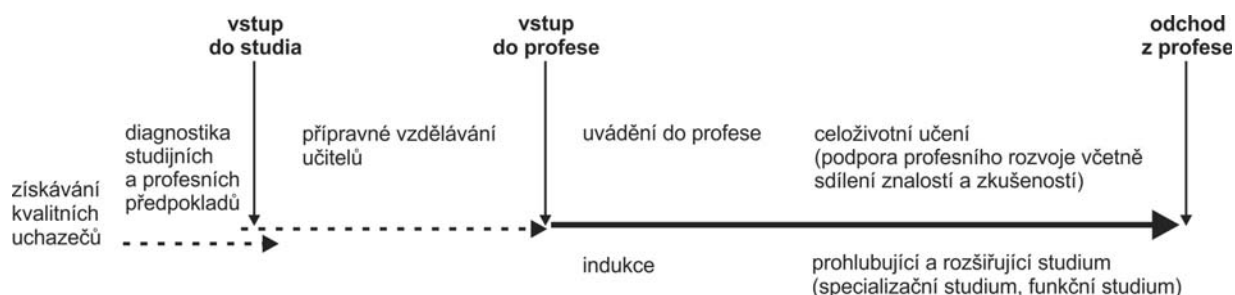 vstup
do studia
vstup
do profese
odchod
z profese
získávání
kvalitních
uchazečů
diagnostika
studijních
a profesních
předpokladů
přípravné vzdělávání
učitelů
uvádění do profese
celoživotní učení
(podpora profesního rozvoje včetně
sdílení znalostí a zkušeností)
indukce
prohlubující a rozšiřující studium
(specializační studium, funkční studium)